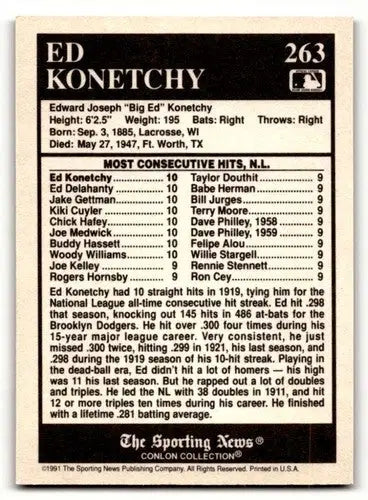 ED 263
KONETCHY
Edward Joseph "Big Ed" Konetchy
Height: 6'2.5" Weight: 195 Bats: Right Throws: Right
Born: Sep. 3, 1885, Lacrosse, WI
Died: May 27, 1947, Ft. Worth, TX
MOST CONSECUTIVE HITS, N.L.
Ed Konetchy 10 Taylor Douthit 9
Ed Delahanty 10 Babe Herman 9
Jake Gettman 10 Bill Jurges 9
Kiki Cuyler 10 Terry Moore 9
Chick Hafey 10 Dave Philley, 1958 9
Joe Medwick 10 Dave Philley, 1959 9
Buddy Hassett 10 Felipe Alou 9
Woody Williams 10 Willie Stargell 9
Joe Kelley 9 Rennie Stennett 9
Rogers Hornsby 9 Ron Cey 9
Ed Konetchy had 10 straight hits in 1919, tying him for the
National League all-time consecutive hit streak. Ed hit .298
that season, knocking out 145 hits in 486 at-bats for the
Brooklyn Dodgers. He hit over .300 four times during his
15-year major league career. Very consistent, he just
missed .300 twice, hitting .299 in 1921, his last season, and
.298 during the 1919 season of his 10-hit streak. Playing in
the dead-ball era, Ed didn't hit a lot of homers — his high
was 11 his last season. But he rapped out a lot of doubles
and triples. He led the NL with 38 doubles in 1911, and hit
12 or more triples ten times during his career. He finished
with a lifetime .281 batting average.
The Sporting News®
CONLON COLLECTION®
©1991 The Sporting News Publishing Company. All Rights Reserved. Printed in U.S.A.